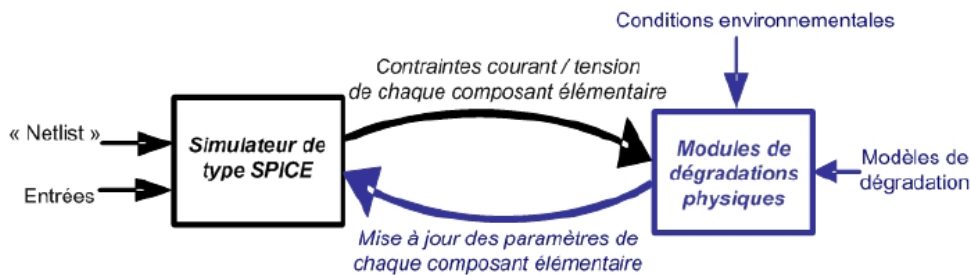 Conditions environnementales
Contraintes courant / tension
de chaque composant élémentaire
« Netlist »
Entrées
Simulateur de
type SPICE
Modules de
dégradations
physiques
Modèles de
dégradation
Mise à jour des paramètres de
chaque composant élémentaire